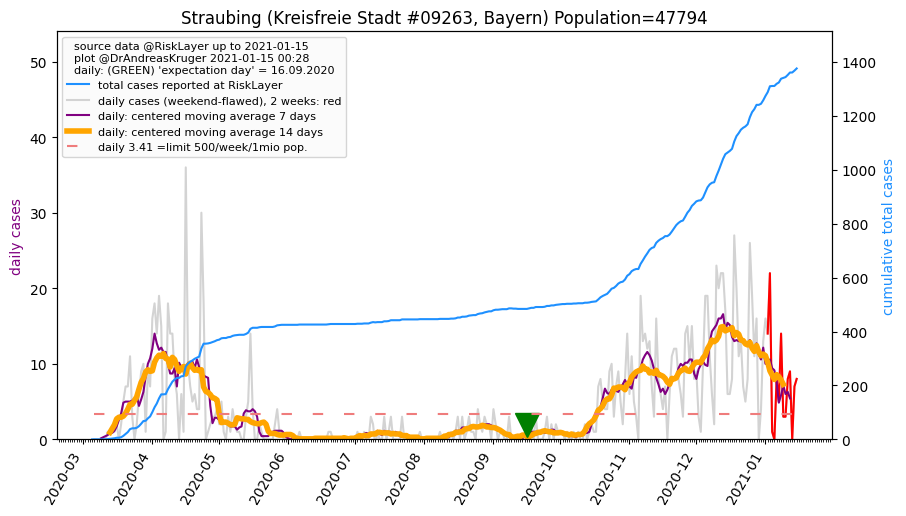 Straubing (Kreisfreie Stadt #09263, Bayern) Population=47794
source data @RiskLayer up to 2021-01-15
plot @DrAndreasKruger 2021-01-15 00:28
daily: (GREEN) 'expectation day' = 16.09.2020
total cases reported at RiskLayer
daily cases (weekend-flawed), 2 weeks: red
daily: centered moving average 7 days
daily: centered moving average 14 days
daily 3.41 =limit 500/week/1mio pop.
daily cases
50
40
30
20
10
0
cumulative total cases
1400
1200
1000
800
600
400
200
0
2020-03
2020-04
2020-05
2020-06
2020-07
2020-08
2020-09
2020-10
2020-11
2020-12
2021-01